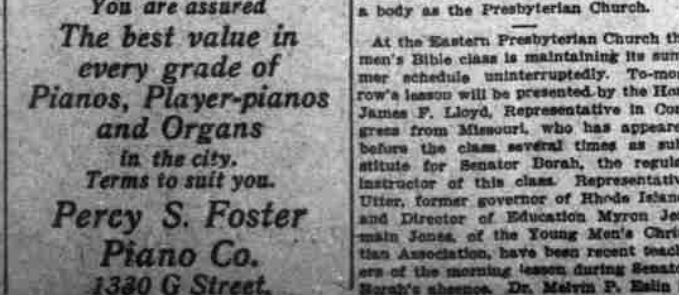 You are assured
The best value in
every grade of
Pianos, Player-pianos
and Organs
in the city.
Terms to suit you.
Percy S. Foster
Piano Co.
1330 G Street.
a body as the Presbyterian Church.
At the Eastern Presbyterian Church th
men's Bible class is maintaining its sum
mer schedule uninterruptedly. To-mor
row's lesson will be presented by the Hon
James F. Lloyd, Representative in Con
gress from Missouri, who has appeare
before the class several times as sub
stitute for Senator Borah, the regula
instructor of this class. Representativ
Utter, former governor of Rhode Island
and Director of Education Myron Jer
main Jones, of the Young Men's Chris
tian Association, have been recent teach
ers of the morning lesson during Senato
Borah's absence. Dr. Melvin P. Eslin